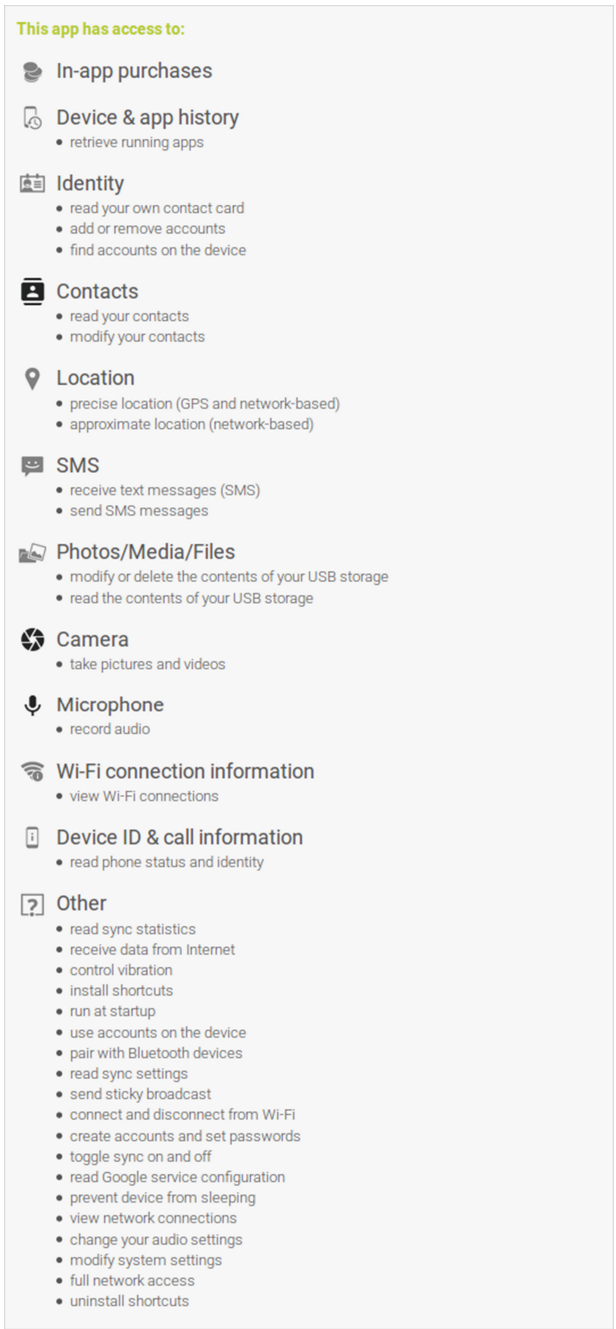 This app has access to:
In-app purchases
Device & app history
• retrieve running apps
Identity
• read your own contact card
• add or remove accounts
• find accounts on the device
Contacts
• read your contacts
• modify your contacts
Location
• precise location (GPS and network-based)
• approximate location (network-based)
SMS
• receive text messages (SMS)
• send SMS messages
Photos/Media/Files
• modify or delete the contents of your USB storage
• read the contents of your USB storage
Camera
• take pictures and videos
Microphone
• record audio
Wi-Fi connection information
• view Wi-Fi connections
Device ID & call information
• read phone status and identity
Other
• read sync statistics
• receive data from Internet
• control vibration
• install shortcuts
• run at startup
• use accounts on the device
• pair with Bluetooth devices
• read sync settings
• send sticky broadcast
• connect and disconnect from Wi-Fi
• create accounts and set passwords
• toggle sync on and off
• read Google service configuration
• prevent device from sleeping
• view network connections
• change your audio settings
• modify system settings
• full network access
• uninstall shortcuts